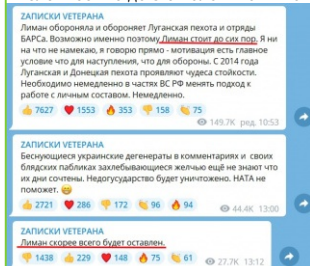 ЗАПИСКИ VЕТЕРАНА
Лиман обороняла и обороняет Луганская пехота и отряды
БАРСа. Возможно именно поэтому Лиман стоит до сих пор. Я ни
на что не намекаю, я говорю прямо - мотивация есть главное
условие что для наступления, что для обороны. С 2014 года
Луганская и Донецкая пехота проявляют чудеса стойкости.
Необходимо немедленно в частях ВС РФ менять подход к
работе с личным составом. Немедленно.
7627 1553 353 158 75
149.7K ред. 10:53
ЗАПИСКИ VЕТЕРАНА
Беснующиеся украинские дегенераты в комментариях и своих
блядских пабликах захлебывающиеся желчью ещё не знают что
их дни сочтены. Недогусударство будет уничтожено. НАТА не
поможет.
2721 286 172 96 94
44.4K 13:00
ЗАПИСКИ VЕТЕРАНА
Лиман скорее всего будет оставлен.
1438 229 148 75 61
27.7K 13:12